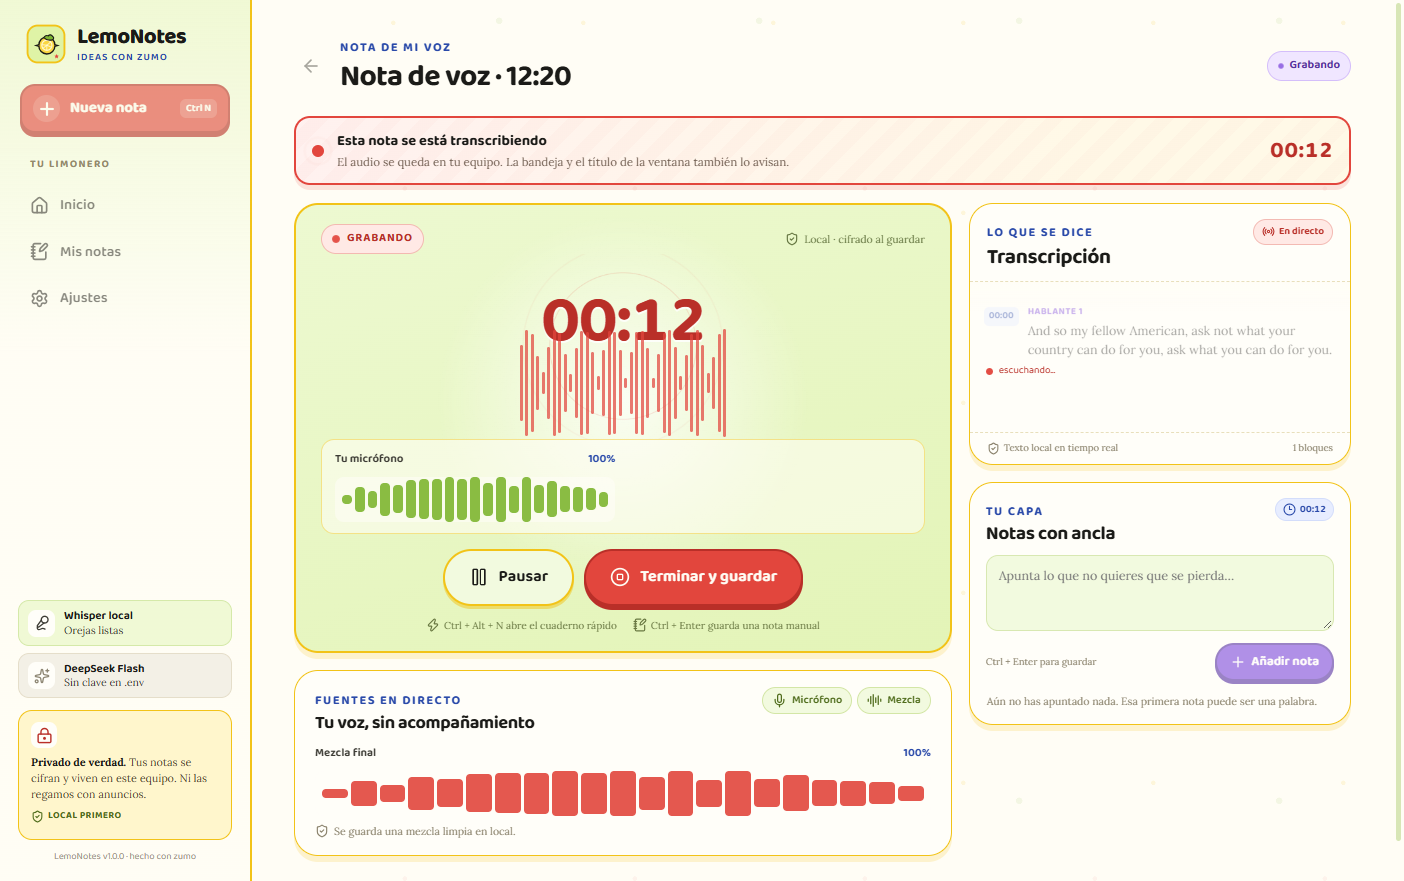 LemoNotes
IDEAS CON ZUMO
Nueva nota
Ctrl N
TU LIMONERO
Inicio
Mis notas
Ajustes
Whisper local
Orejas listas
DeepSeek Flash
Sin clave en .env
Privado de verdad. Tus notas se
cifran y viven en este equipo. Ni las
regamos con anuncios.
LOCAL PRIMERO
LemoNotes v1.0.0 · hecho con zumo
NOTA DE MI VOZ
Nota de voz · 12:20
Grabando
Esta nota se está transcribiendo
El audio se queda en tu equipo. La bandeja y el título de la ventana también lo avisan.
00:12
GRABANDO
Local · cifrado al guardar
00:12
Tu micrófono
100%
Pausar
Terminar y guardar
Ctrl + Alt + N abre el cuaderno rápido
Ctrl + Enter guarda una nota manual
FUENTES EN DIRECTO
Tu voz, sin acompañamiento
Micrófono
Mezcla
Mezcla final
100%
Se guarda una mezcla limpia en local.
LO QUE SE DICE
Transcripción
En directo
00:00
HABLANTE 1
And so my fellow American, ask not what your
country can do for you, ask what you can do for you.
escuchando...
Texto local en tiempo real
1 bloques
TU CAPA
Notas con ancla
00:12
Apunta lo que no quieres que se pierda...
Ctrl + Enter para guardar
Añadir nota
Aún no has apuntado nada. Esa primera nota puede ser una palabra.